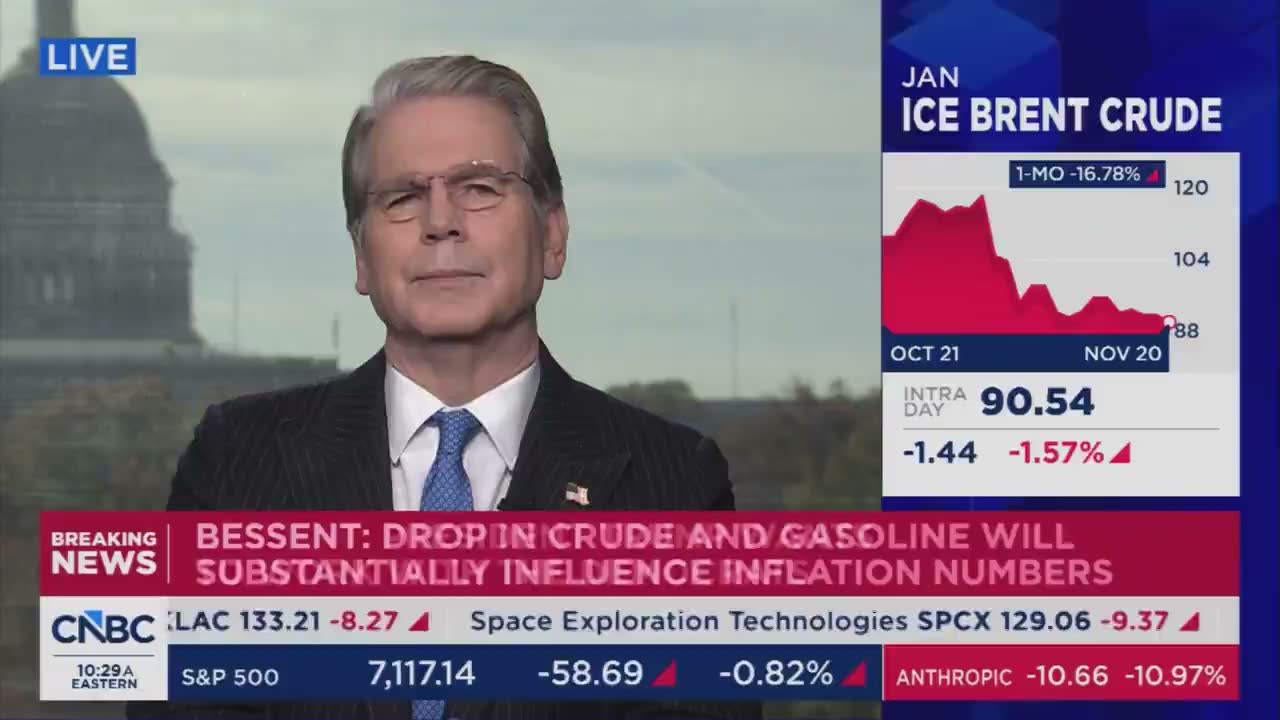 LIVE
JAN
ICE BRENT CRUDE
1-MO -16.78%
120
104
88
OCT 21
NOV 20
INTRA
DAY
90.54
-1.44
-1.57%
BREAKING
NEWS
BESSENT: DROP IN CRUDE AND GASOLINE WILL
SUBSTANTIALLY INFLUENCE INFLATION NUMBERS
CNBC
KLAC 133.21 -8.27
Space Exploration Technologies SPCX 129.06 -9.37
10:29A
EASTERN
S&P 500
7,117.14
-58.69
-0.82%
ANTHROPIC -10.66 -10.97%